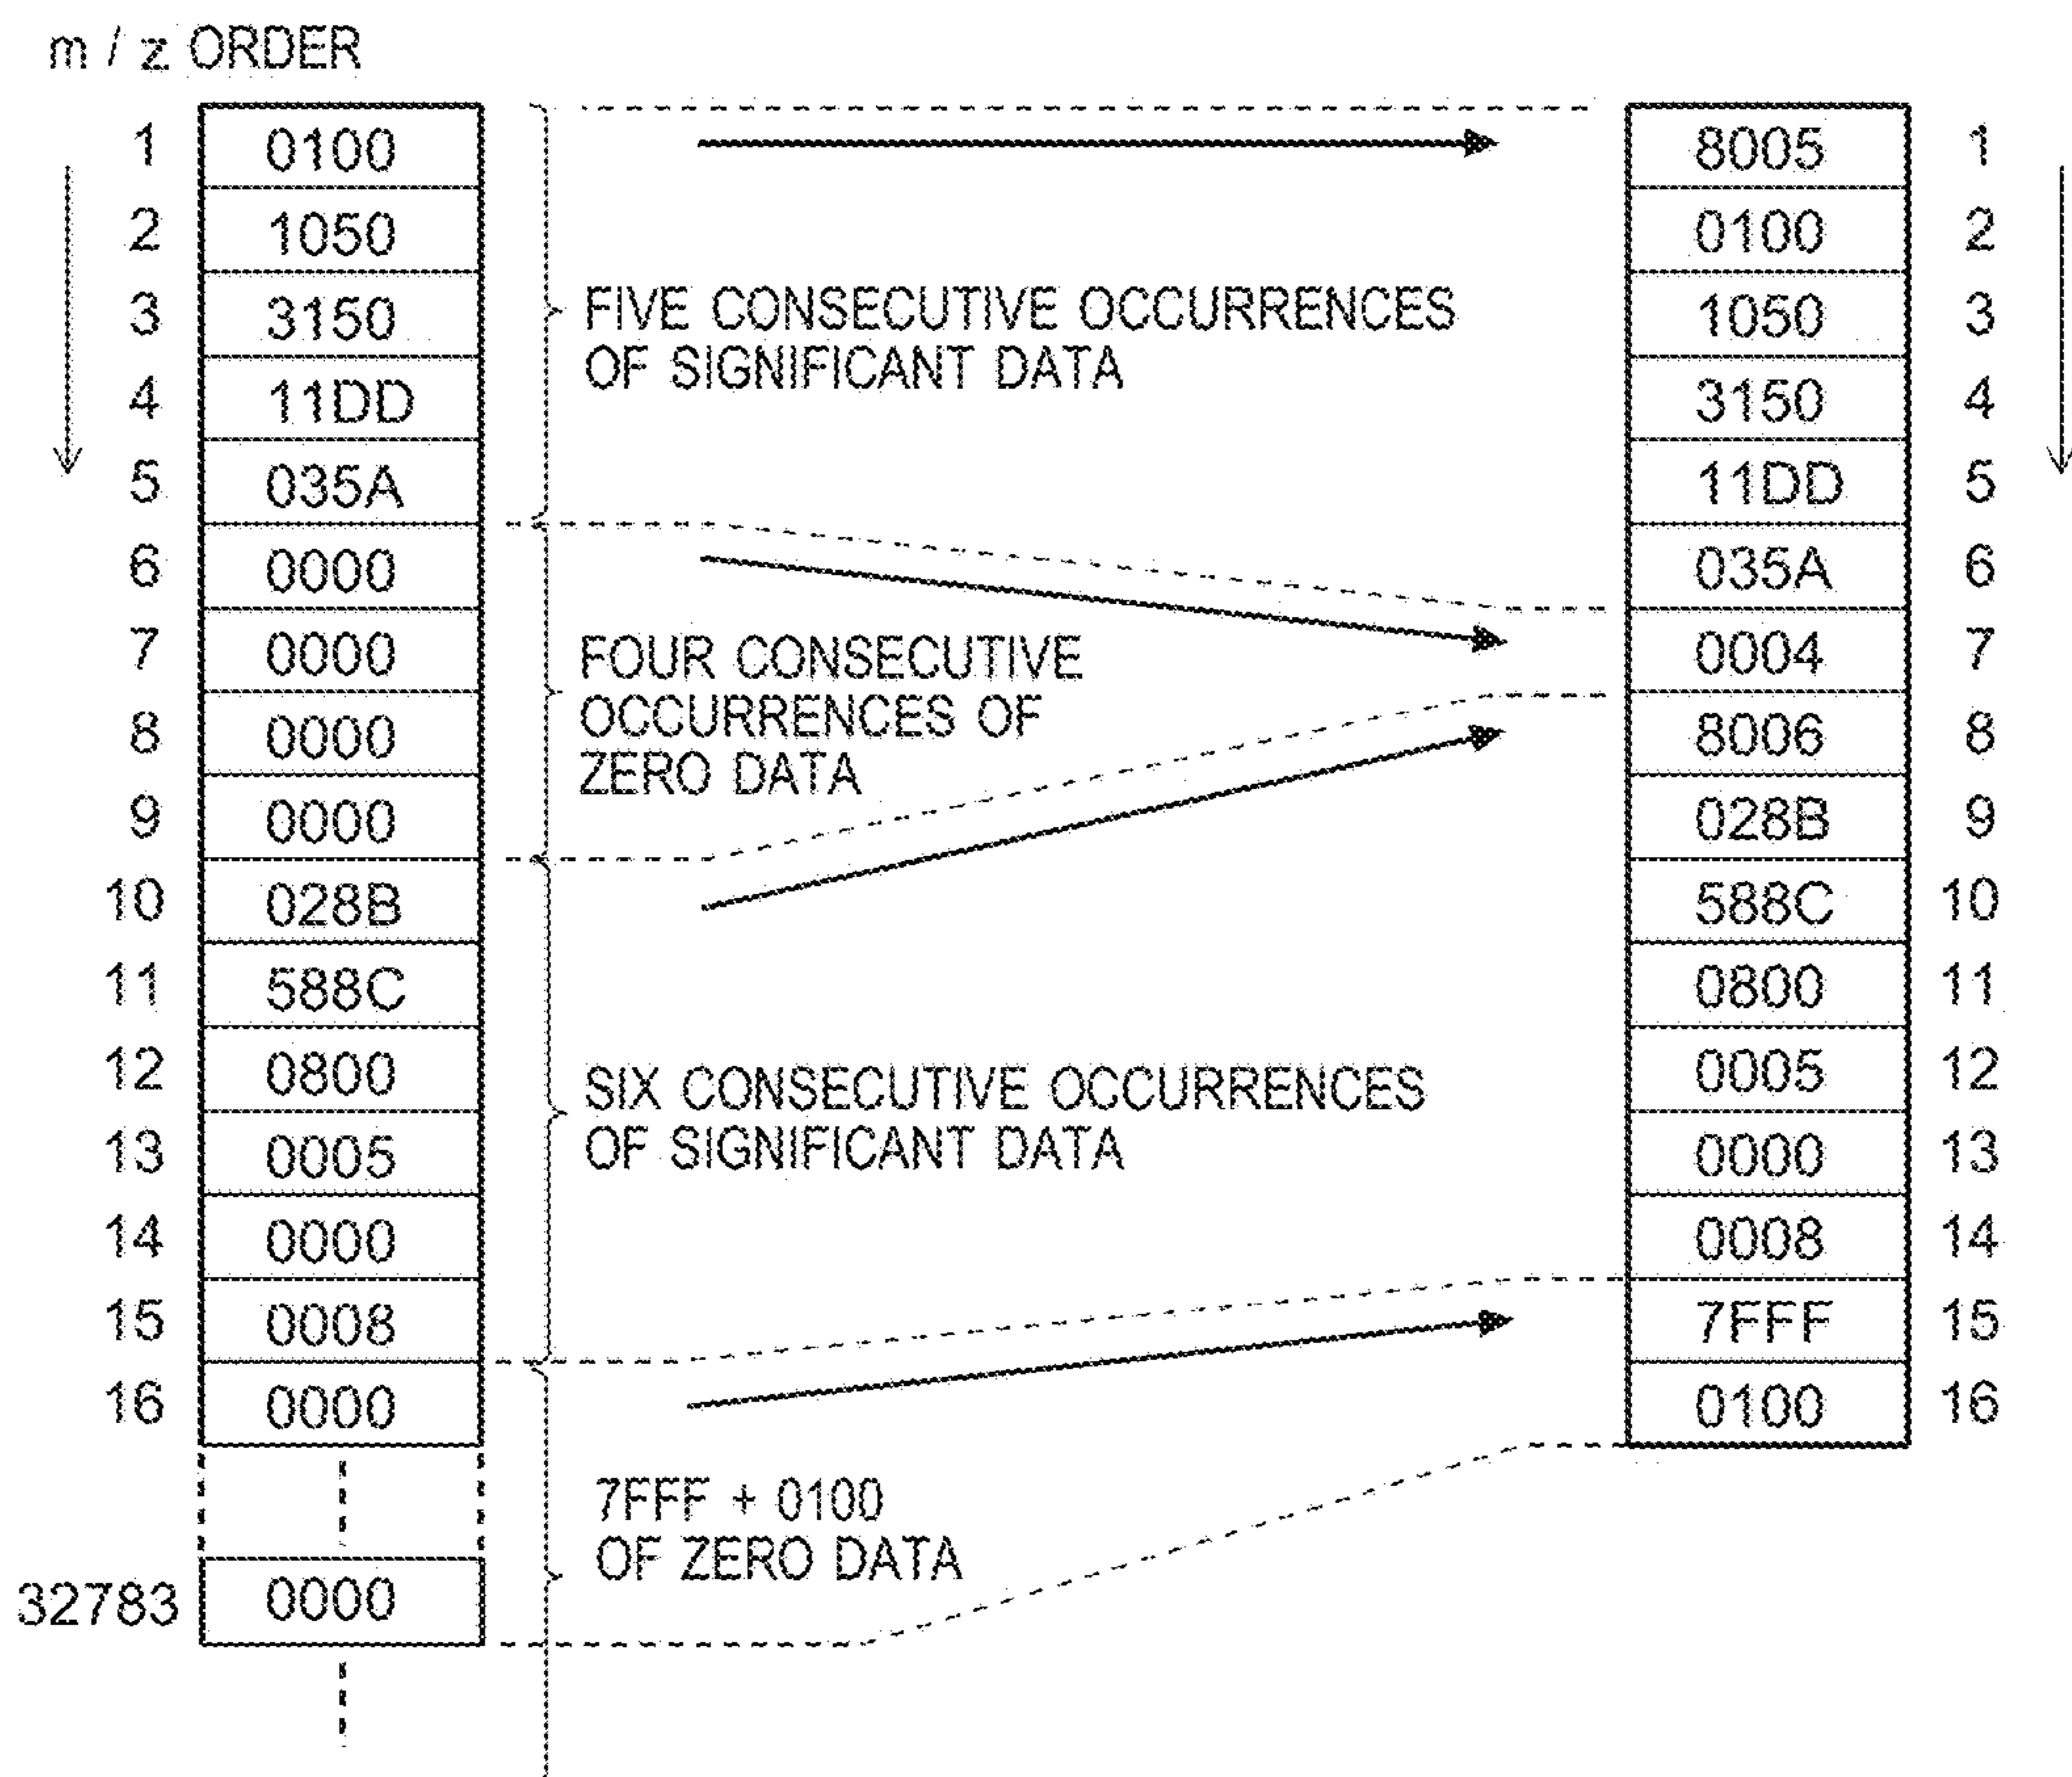 m / z ORDER
1 0100 8005 1
2 1050 0100 2
3 3150 1050 3
FIVE CONSECUTIVE OCCURRENCES
OF SIGNIFICANT DATA
4 11DD 3150 4
5 035A 11DD 5
6 0000 035A 6
7 0000 0004 7
FOUR CONSECUTIVE
OCCURRENCES OF
ZERO DATA
8 0000 8006 8
9 0000 028B 9
10 028B 588C 10
11 588C 0800 11
12 0800 0005 12
SIX CONSECUTIVE OCCURRENCES
OF SIGNIFICANT DATA
13 0005 0000 13
14 0000 0008 14
15 0008 7FFF 15
16 0000 0100 16
7FFF + 0100
OF ZERO DATA
32783 0000